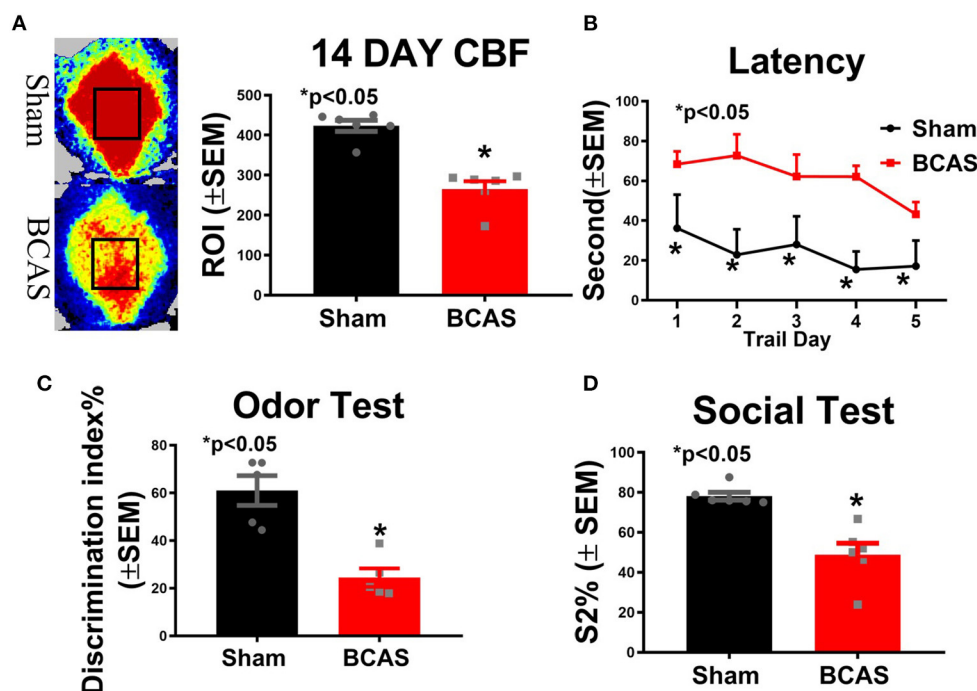 A
Sham
BCAS
14 DAY CBF
*p<0.05
*
ROI (±SEM)
500
400
300
200
100
0
Sham
BCAS
B
Latency
*p<0.05
Sham
BCAS
Second(±SEM)
100
80
60
40
20
0
* * * * *
1 2 3 4 5
Trail Day
C
Odor Test
*p<0.05
*
Discrimination index%
(±SEM)
80
60
40
20
0
Sham
BCAS
D
Social Test
*p<0.05
*
S2% (± SEM)
100
80
60
40
20
0
Sham
BCAS